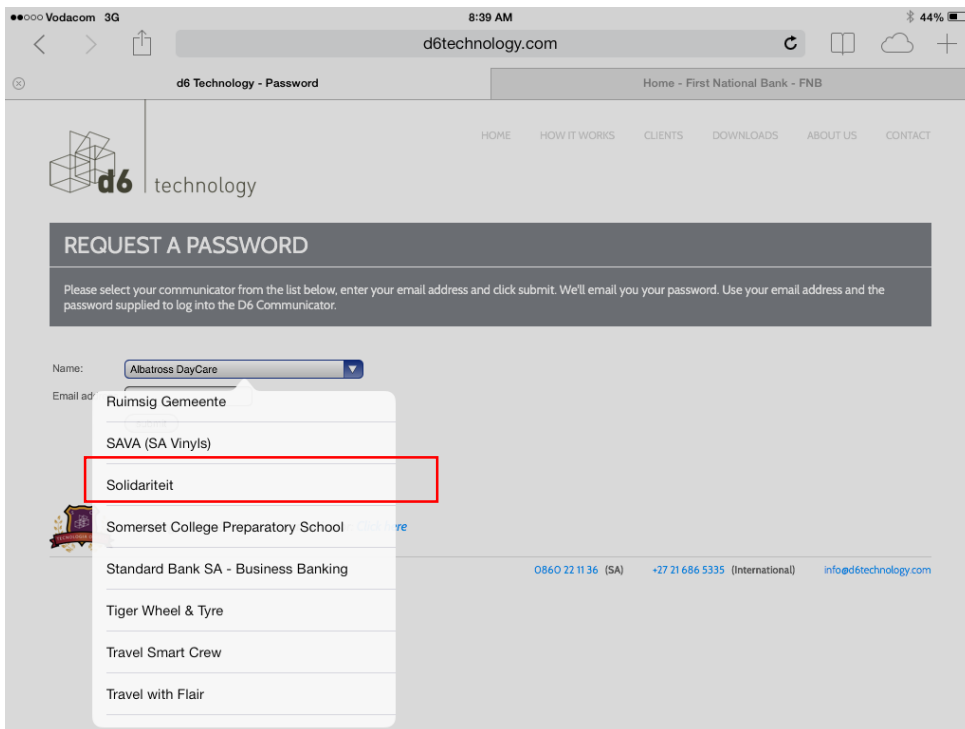 Vodacom 3G 8:39 AM 44%
d6technology.com
d6 Technology - Password Home - First National Bank - FNB
HOME HOW IT WORKS CLIENTS DOWNLOADS ABOUT US CONTACT
d6 technology
REQUEST A PASSWORD
Please select your communicator from the list below, enter your email address and click submit. We'll email you your password. Use your email address and the
password supplied to log into the D6 Communicator.
Name: Albatross DayCare
Email ad
Ruimsig Gemeente
SAVA (SA Vinyls)
Solidariteit
Somerset College Preparatory School
Standard Bank SA - Business Banking
Tiger Wheel & Tyre
Travel Smart Crew
Travel with Flair
0860 22 11 36 (SA) +27 21 686 5335 (International) info@d6technology.com